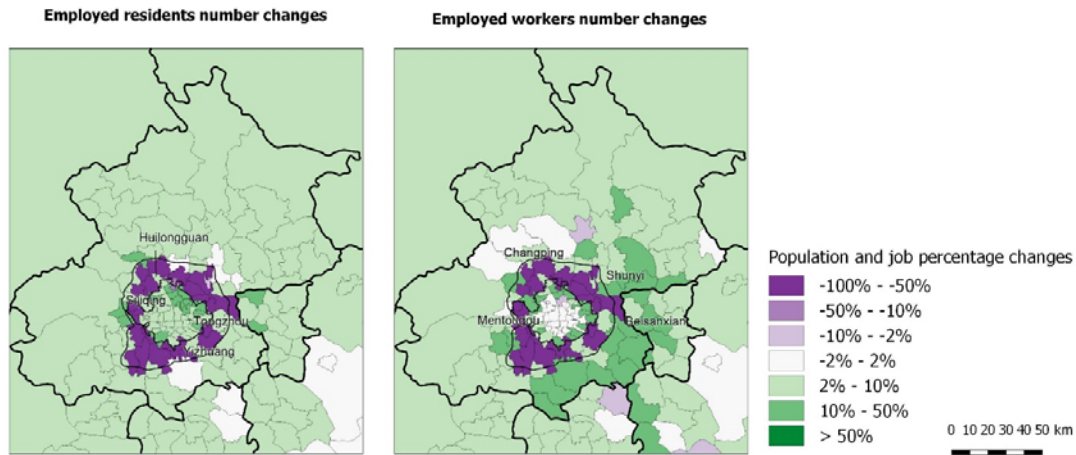 Employed residents number changes
Employed workers number changes
Huilongguan
Tongzhou
Yizhuang
Changping
Shunyi
Mentougou
Beisanxian
Population and job percentage changes
-100% - -50%
-50% - -10%
-10% - -2%
-2% - 2%
2% - 10%
10% - 50%
> 50%
0 10 20 30 40 50 km